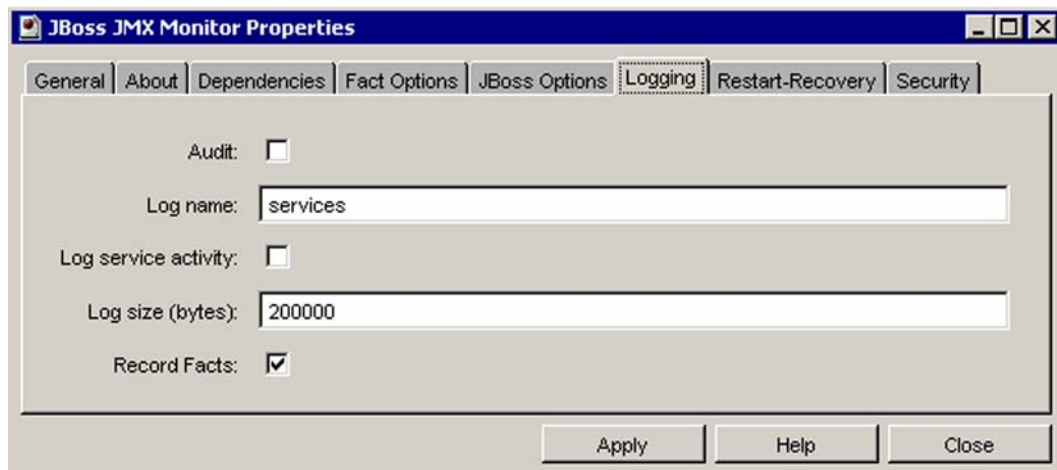 JBoss JMX Monitor Properties
General About Dependencies Fact Options JBoss Options Logging Restart-Recovery Security
Audit:
Log name: services
Log service activity:
Log size (bytes): 200000
Record Facts:
Apply Help Close